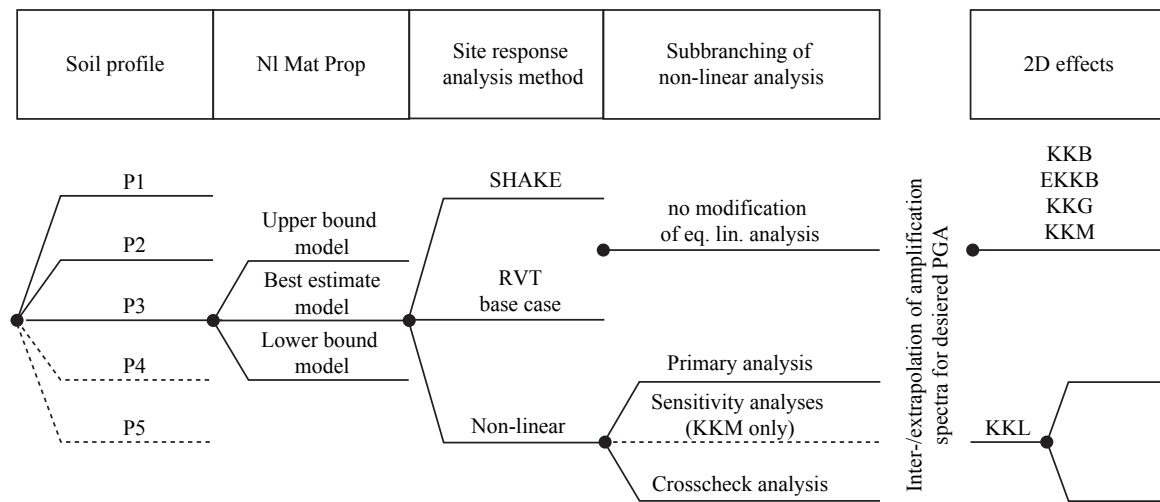 Soil profile
Nl Mat Prop
Site response
analysis method
Subbranching of
non-linear analysis
2D effects
P1
P2
P3
P4
P5
Upper bound
model
Best estimate
model
Lower bound
model
SHAKE
RVT
base case
Non-linear
no modification
of eq. lin. analysis
Primary analysis
Sensitivity analyses
(KKM only)
Crosscheck analysis
Inter-/extrapolation of amplification
spectra for desiered PGA
KKB
EKKB
KKG
KKM
KKL